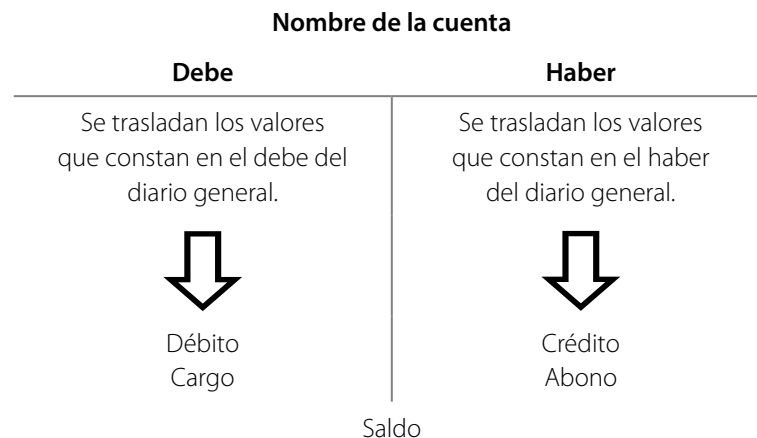 Nombre de la cuenta
Debe
Haber
Se trasladan los valores
que constan en el debe del
diario general.
Se trasladan los valores
que constan en el haber
del diario general.
Débito
Cargo
Crédito
Abono
Saldo